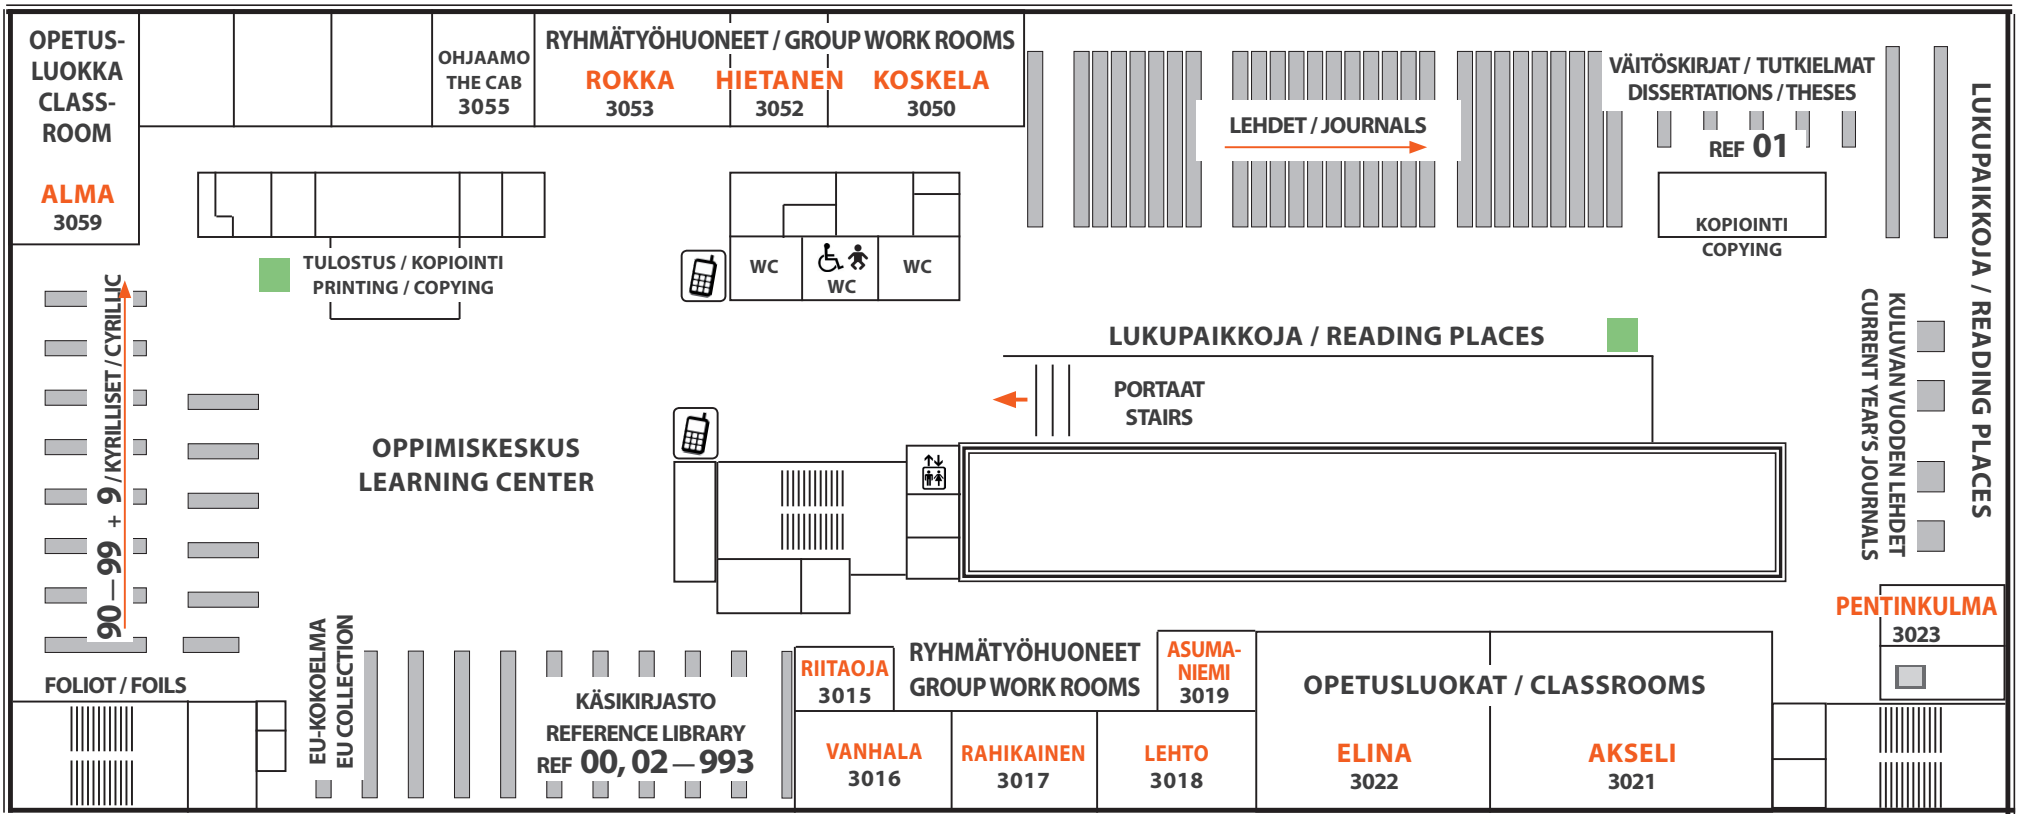 OPETUS-
LUOKKA
CLASS-
ROOM
ALMA
3059
OHJAAMO
THE CAB
3055
RYHMÄTYÖHUONEET / GROUP WORK ROOMS
ROKKA
3053
HIETANEN
3052
KOSKELA
3050
LEHDET / JOURNALS
VÄITÖSKIRJAT / TUTKIELMAT
DISSERTATIONS / THESES
REF 01
KOPIOINTI
COPYING
LUKUPAIKKOJA / READING PLACES
TULOSTUS / KOPIOINTI
PRINTING / COPYING
WC
WC
WC
LUKUPAIKKOJA / READING PLACES
PORTAAT
STAIRS
KULUVAN VUODEN LEHDET
CURRENT YEAR'S JOURNALS
90 — 99 + 9 / KYRILLISET / CYRILLIC
OPPIMISKESKUS
LEARNING CENTER
PENTINKULMA
3023
FOLIOT / FOILS
EU-KOKOELMA
EU COLLECTION
KÄSIKIRJASTO
REFERENCE LIBRARY
REF 00, 02 — 993
RIITAOJA
3015
RYHMÄTYÖHUONEET
GROUP WORK ROOMS
ASUMA-
NIEMI
3019
VANHALA
3016
RAHIKAINEN
3017
LEHTO
3018
OPETUSLUOKAT / CLASSROOMS
ELINA
3022
AKSELI
3021